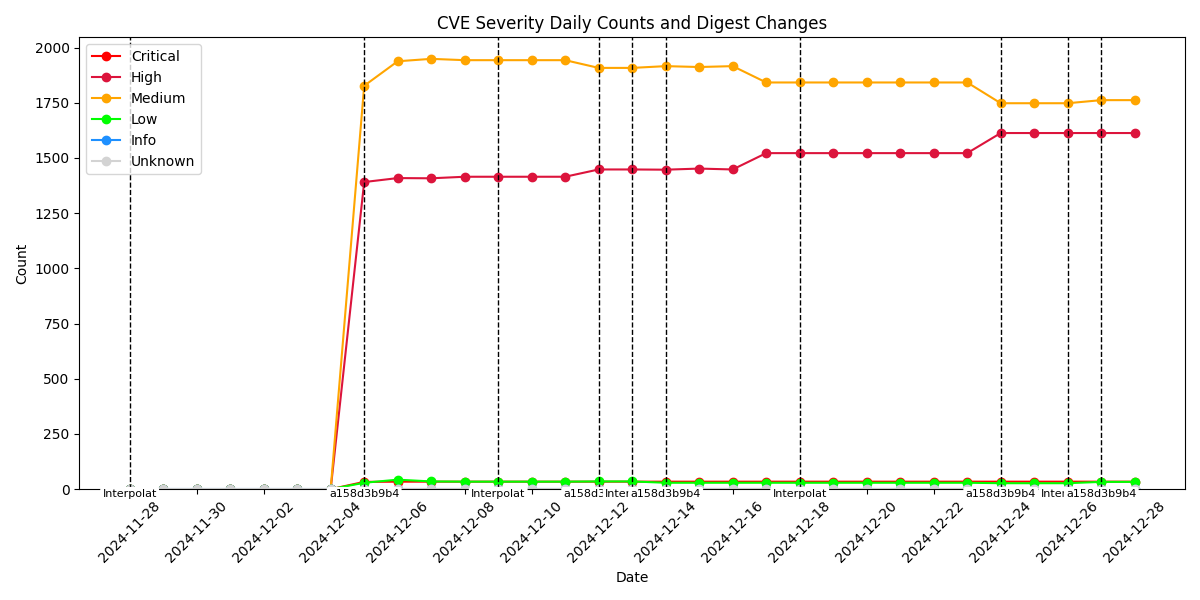 CVE Severity Daily Counts and Digest Changes
Critical
High
Medium
Low
Info
Unknown
2000
1750
1500
1250
1000
750
500
250
0
Count
Interpolat
a158d3b9b4
Interpolat
a158d3
Inter
a158d3b9b4
Interpolat
a158d3b9b4
Inter
a158d3b9b4
2024-11-28
2024-11-30
2024-12-02
2024-12-04
2024-12-06
2024-12-08
2024-12-10
2024-12-12
2024-12-14
2024-12-16
2024-12-18
2024-12-20
2024-12-22
2024-12-24
2024-12-26
2024-12-28
Date